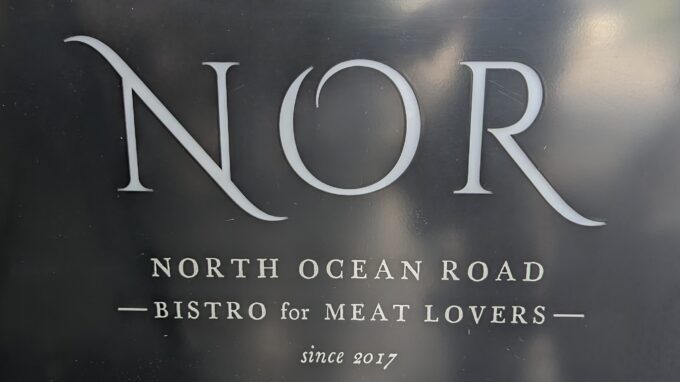 NOR
NORTH OCEAN ROAD
—BISTRO for MEAT LOVERS—
since 2017